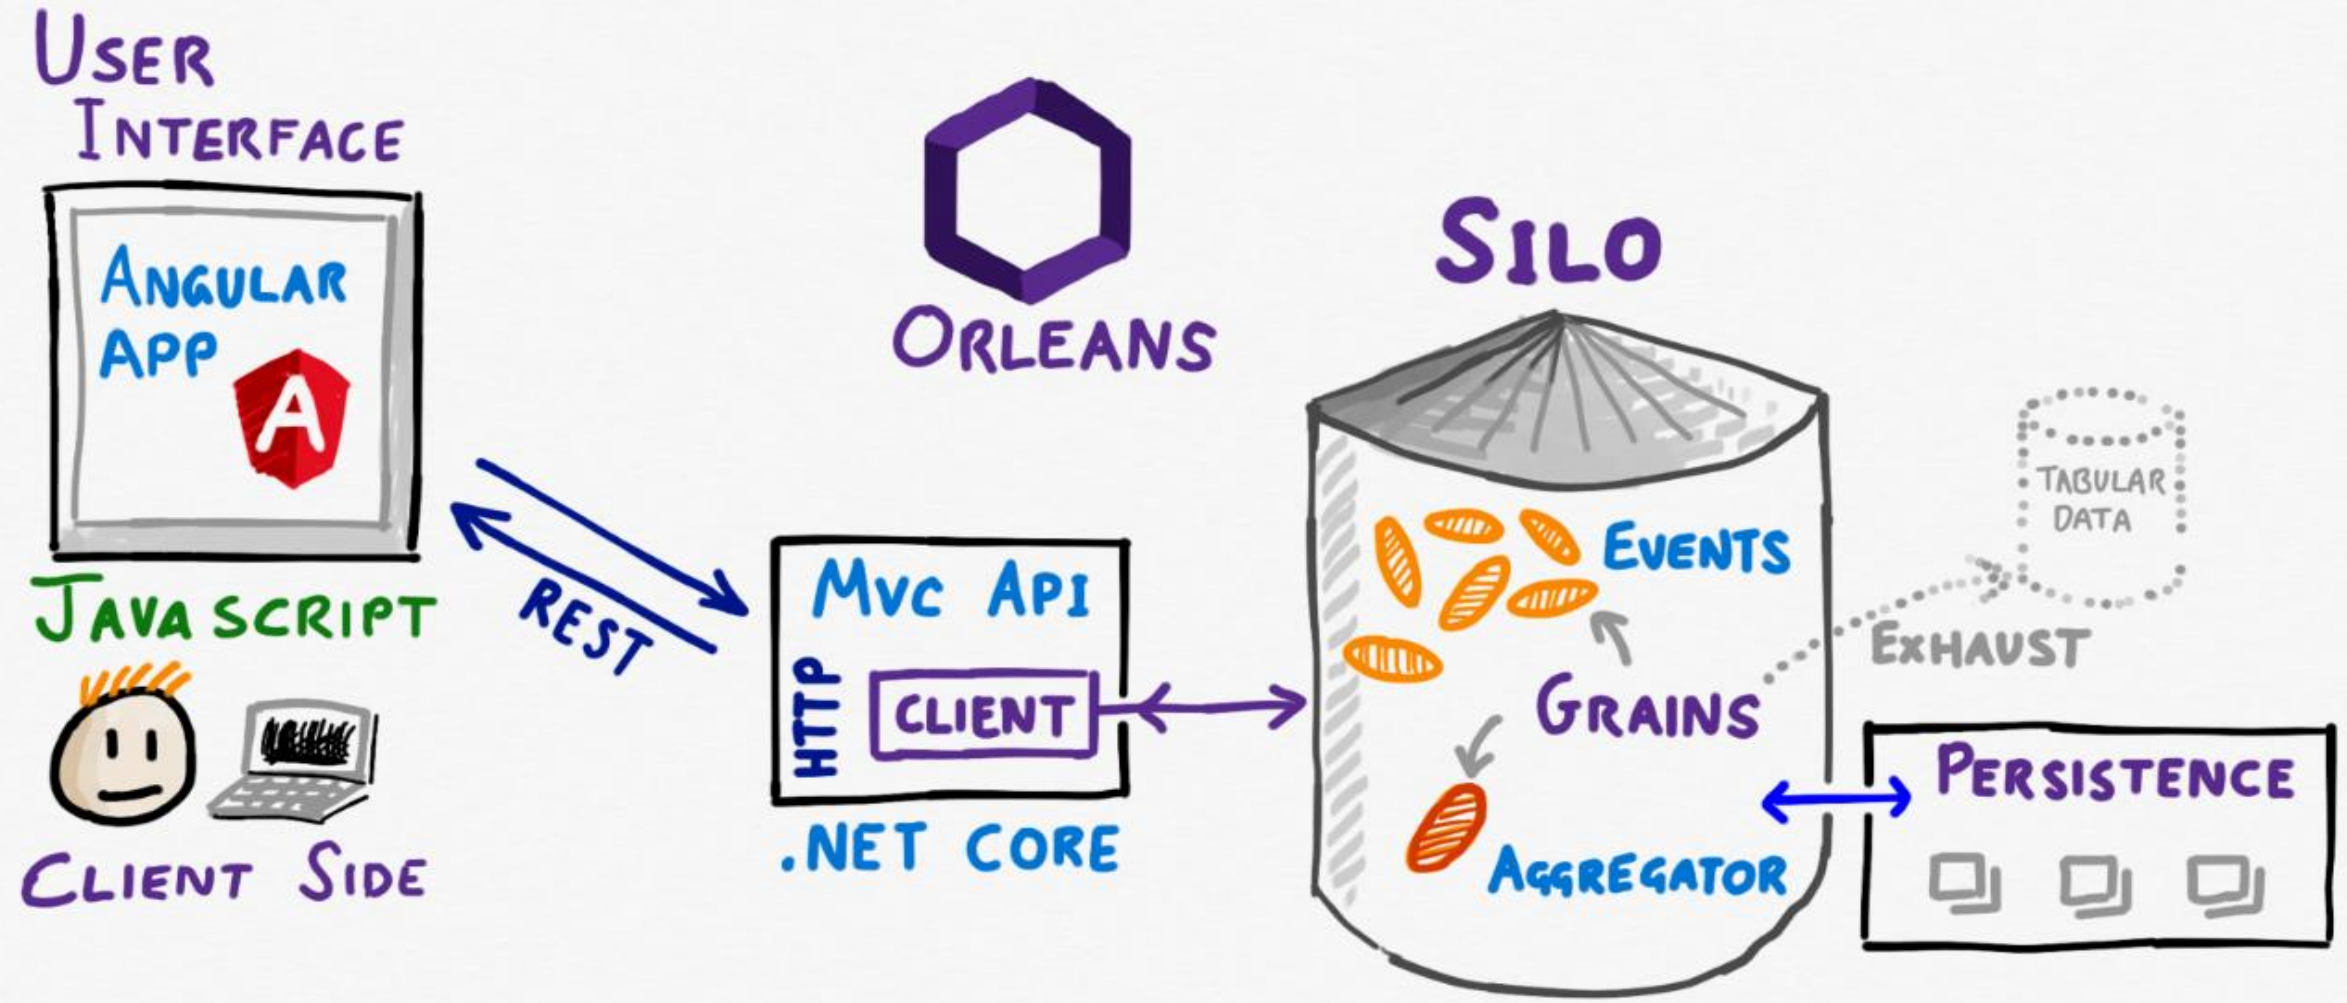 USER
INTERFACE
ANGULAR
APP
A
JAVASCRIPT
CLIENT SIDE
REST
ORLEANS
MVC API
HTTP
CLIENT
.NET CORE
SILO
EVENTS
GRAINS
AGGREGATOR
TABULAR
DATA
EXHAUST
PERSISTENCE